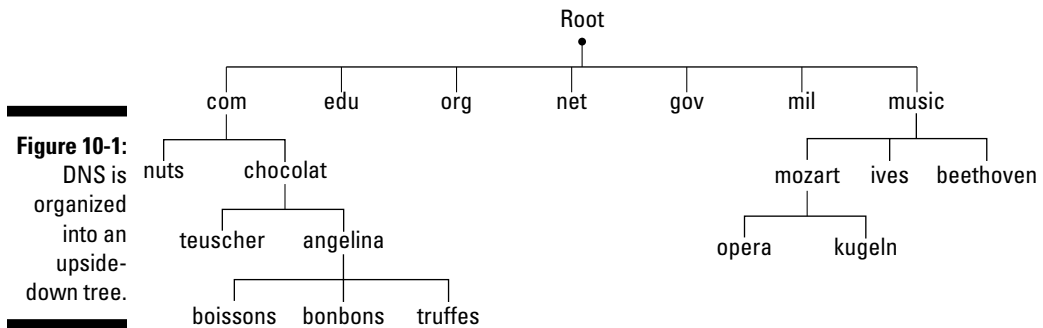 Root
com edu org net gov mil music
nuts chocolat mozart ives beethoven
teuscher angelina opera kugeln
boissons bonbons truffes
Figure 10-1:
DNS is
organized
into an
upside-
down tree.